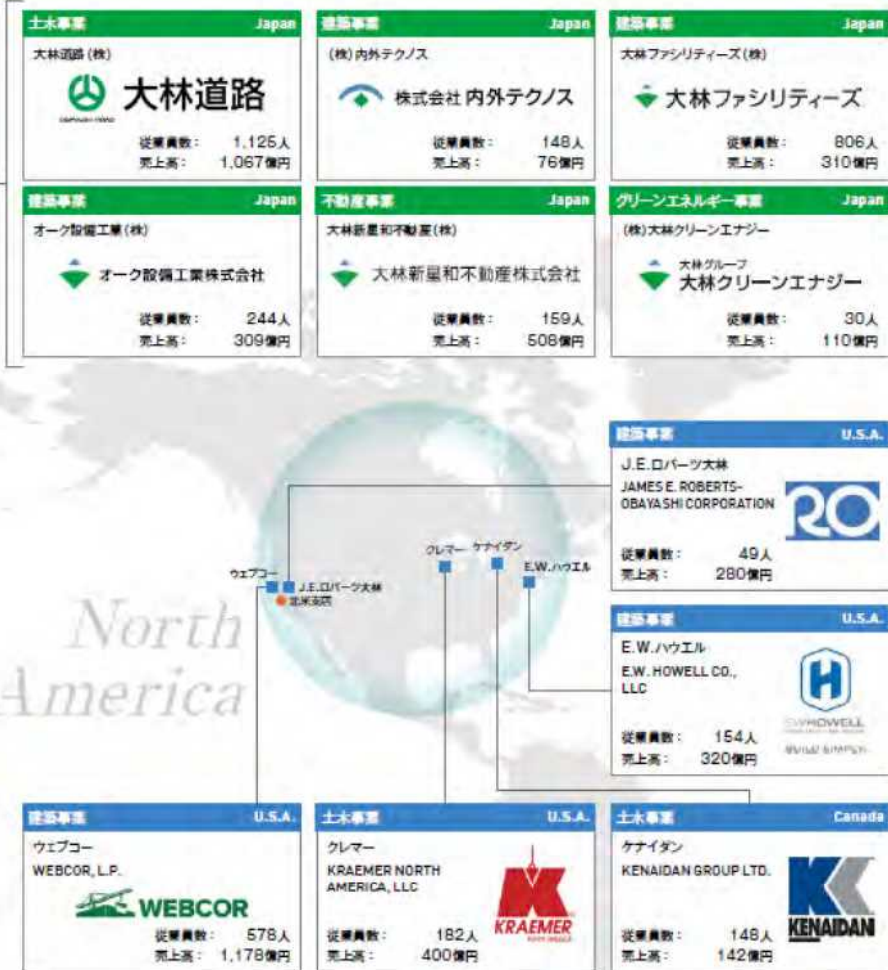 土木事業 Japan
大林道路(株)
大林道路
従業員数: 1,125人
売上高: 1,067億円
建築事業 Japan
(株)内外テクノス
株式会社 内外テクノス
従業員数: 148人
売上高: 76億円
建築事業 Japan
大林ファシリティーズ(株)
大林ファシリティーズ
従業員数: 806人
売上高: 310億円
建築事業 Japan
オーク設備工業(株)
オーク設備工業株式会社
従業員数: 244人
売上高: 309億円
不動産事業 Japan
大林新星和不動産(株)
大林新星和不動産株式会社
従業員数: 159人
売上高: 508億円
グリーンエネルギー事業 Japan
(株)大林クリーンエナジー
大林グループ
大林クリーンエナジー
従業員数: 30人
売上高: 110億円
North
America
ウェブコー
J.E.ロバーツ大林
北米支店
クレマー
ケナイダン
E.W.ハウエル
建築事業 U.S.A.
J.E.ロバーツ大林
JAMES E. ROBERTS-
OBAYASHI CORPORATION
RO
従業員数: 49人
売上高: 280億円
建築事業 U.S.A.
E.W.ハウエル
E.W. HOWELL CO.,
LLC
H
EWHOWELL
従業員数: 154人
売上高: 320億円
建築事業 U.S.A.
ウェブコー
WEBCOR, L.P.
WEBCOR
従業員数: 578人
売上高: 1,178億円
土木事業 U.S.A.
クレマー
KRAEMER NORTH
AMERICA, LLC
K
KRAEMER
NORTH AMERICA
従業員数: 182人
売上高: 400億円
土木事業 Canada
ケナイダン
KENAIDAN GROUP LTD.
K
KENAIDAN
従業員数: 148人
売上高: 142億円